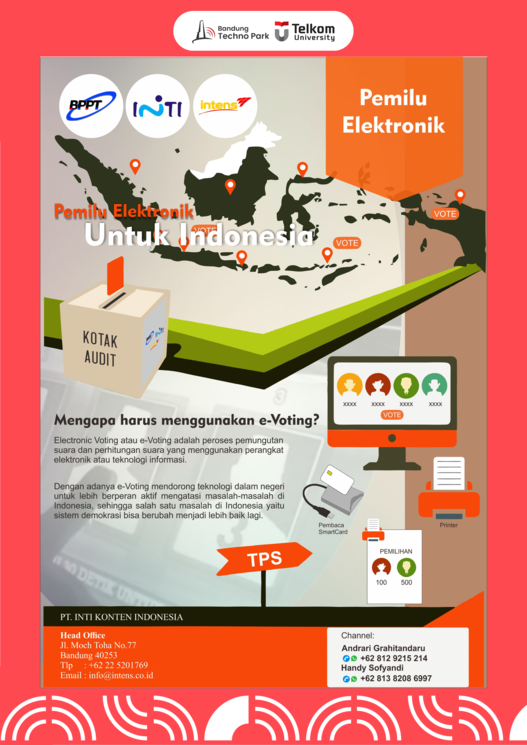 Bandung
Techno Park
Telkom
University
BPPT
INTI
intens
Pemilu
Elektronik
Pemilu Elektronik
Untuk Indonesia
VOTE
VOTE
VOTE
KOTAK
AUDIT
Mengapa harus menggunakan e-Voting?
Electronic Voting atau e-Voting adalah peroses pemungutan
suara dan perhitungan suara yang menggunakan perangkat
elektronik atau teknologi informasi.
Dengan adanya e-Voting mendorong teknologi dalam negeri
untuk lebih berperan aktif mengatasi masalah-masalah di
Indonesia, sehingga salah satu masalah di Indonesia yaitu
sistem demokrasi bisa berubah menjadi lebih baik lagi.
xxxx xxxx xxxx xxxx
VOTE
Pembaca
SmartCard
Printer
PEMILIHAN
100 500
TPS
PT. INTI KONTEN INDONESIA
Head Office
Jl. Moch Toha No.77
Bandung 40253
Tlp : +62 22 5201769
Email : info@intens.co.id
Channel:
Andrari Grahitandaru
+62 812 9215 214
Handy Sofyandi
+62 813 8208 6997